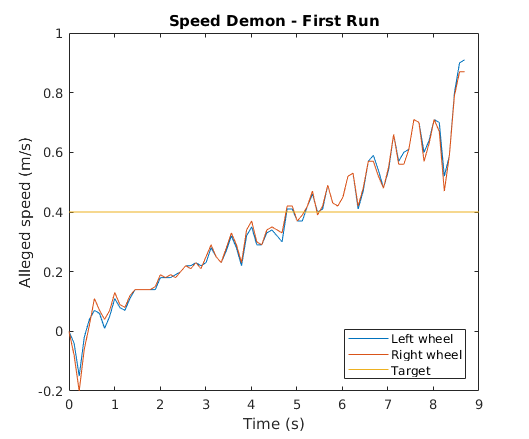 Speed Demon - First Run
Alleged speed (m/s)
1
0.8
0.6
0.4
0.2
0
-0.2
0 1 2 3 4 5 6 7 8 9
Time (s)
Left wheel
Right wheel
Target